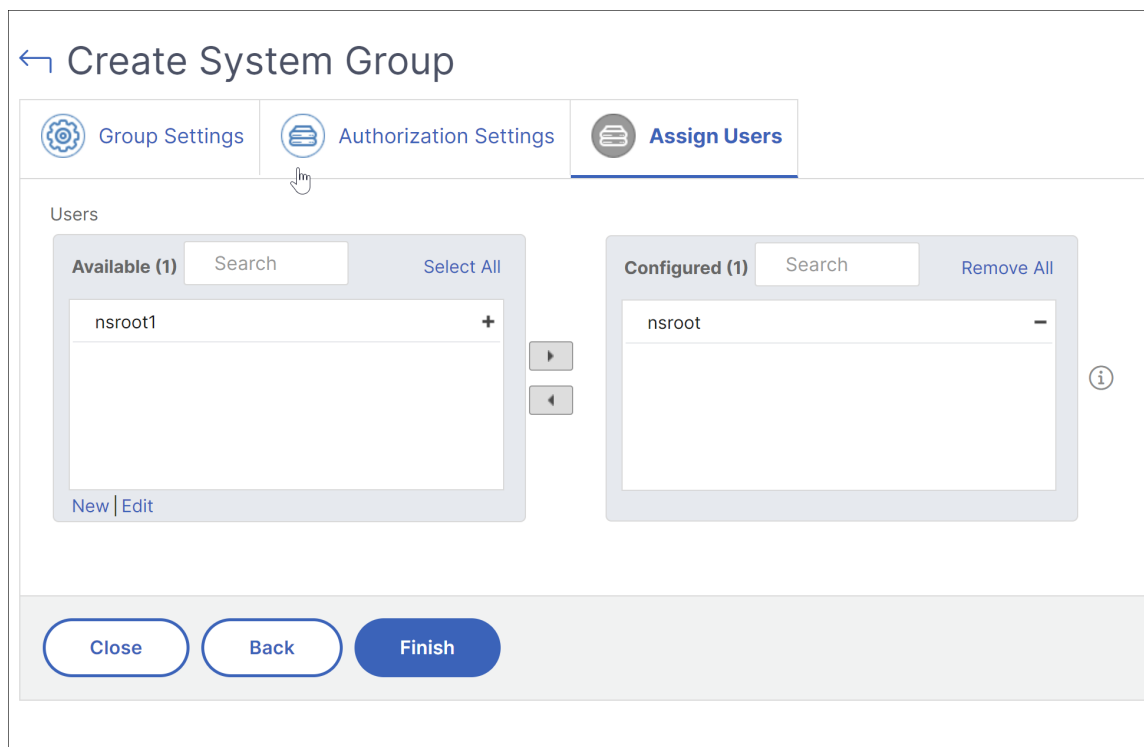 Create System Group
Group Settings
Authorization Settings
Assign Users
Users
Available (1)
Search
Select All
nsroot1
New | Edit
Configured (1)
Search
Remove All
nsroot
Close
Back
Finish